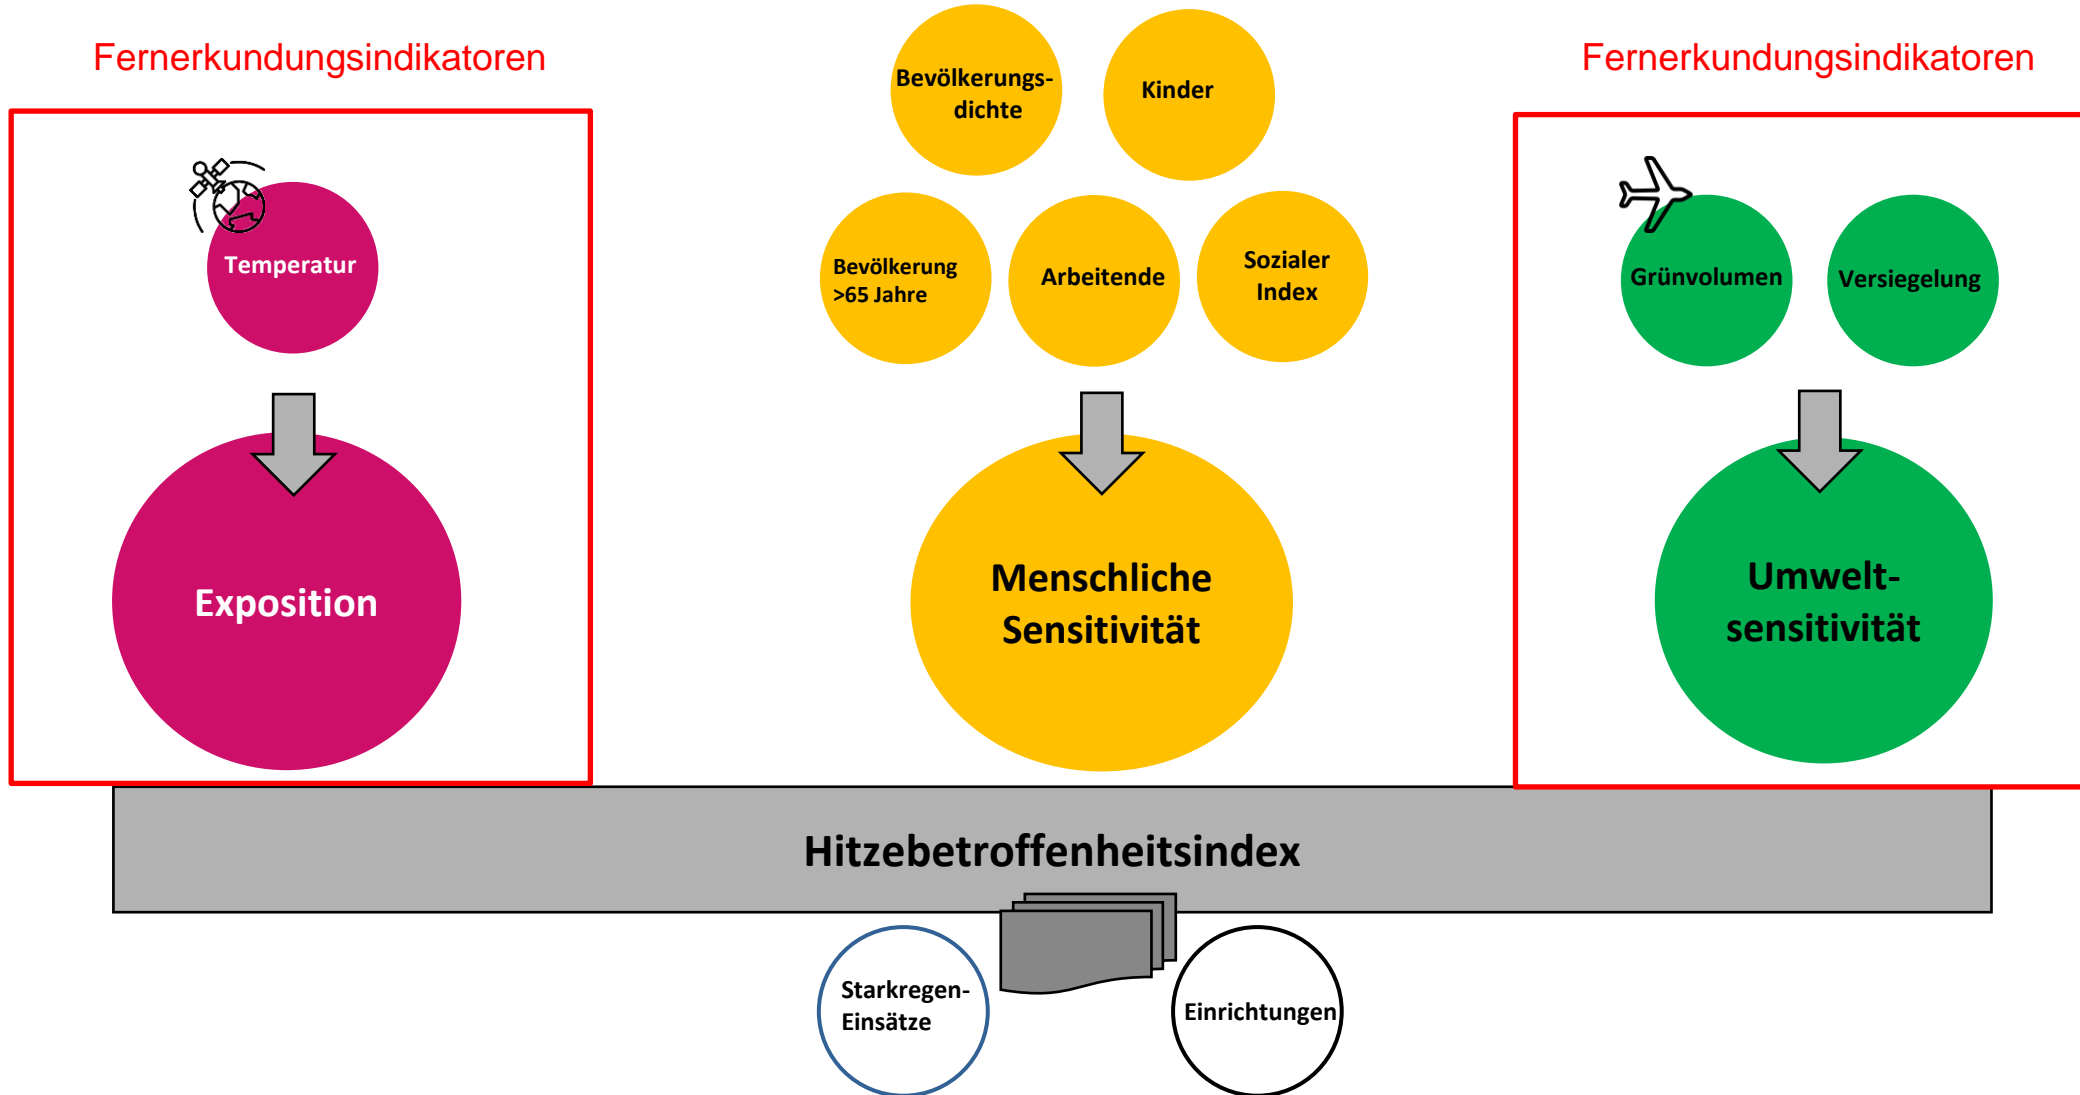 Fernerkundungsindikatoren
Fernerkundungsindikatoren
Bevölkerungs-
dichte
Kinder
Temperatur
Bevölkerung
>65 Jahre
Arbeitende
Sozialer
Index
Grünvolumen
Versiegelung
Exposition
Menschliche
Sensitivität
Umwelt-
sensitivität
Hitzebetroffenheitsindex
Starkregen-
Einsätze
Einrichtungen